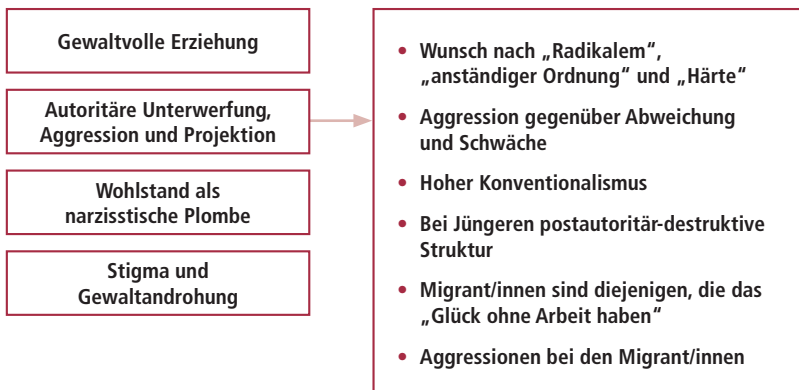 Gewaltvolle Erziehung
Autoritäre Unterwerfung,
Aggression und Projektion
Wohlstand als
narzisstische Plombe
Stigma und
Gewaltandrohung
• Wunsch nach „Radikalem“,
„anständiger Ordnung“ und „Härte“
• Aggression gegenüber Abweichung
und Schwäche
• Hoher Konventionalismus
• Bei Jüngeren postautoritär-destruktive
Struktur
• Migrant/innen sind diejenigen, die das
„Glück ohne Arbeit haben“
• Aggressionen bei den Migrant/innen